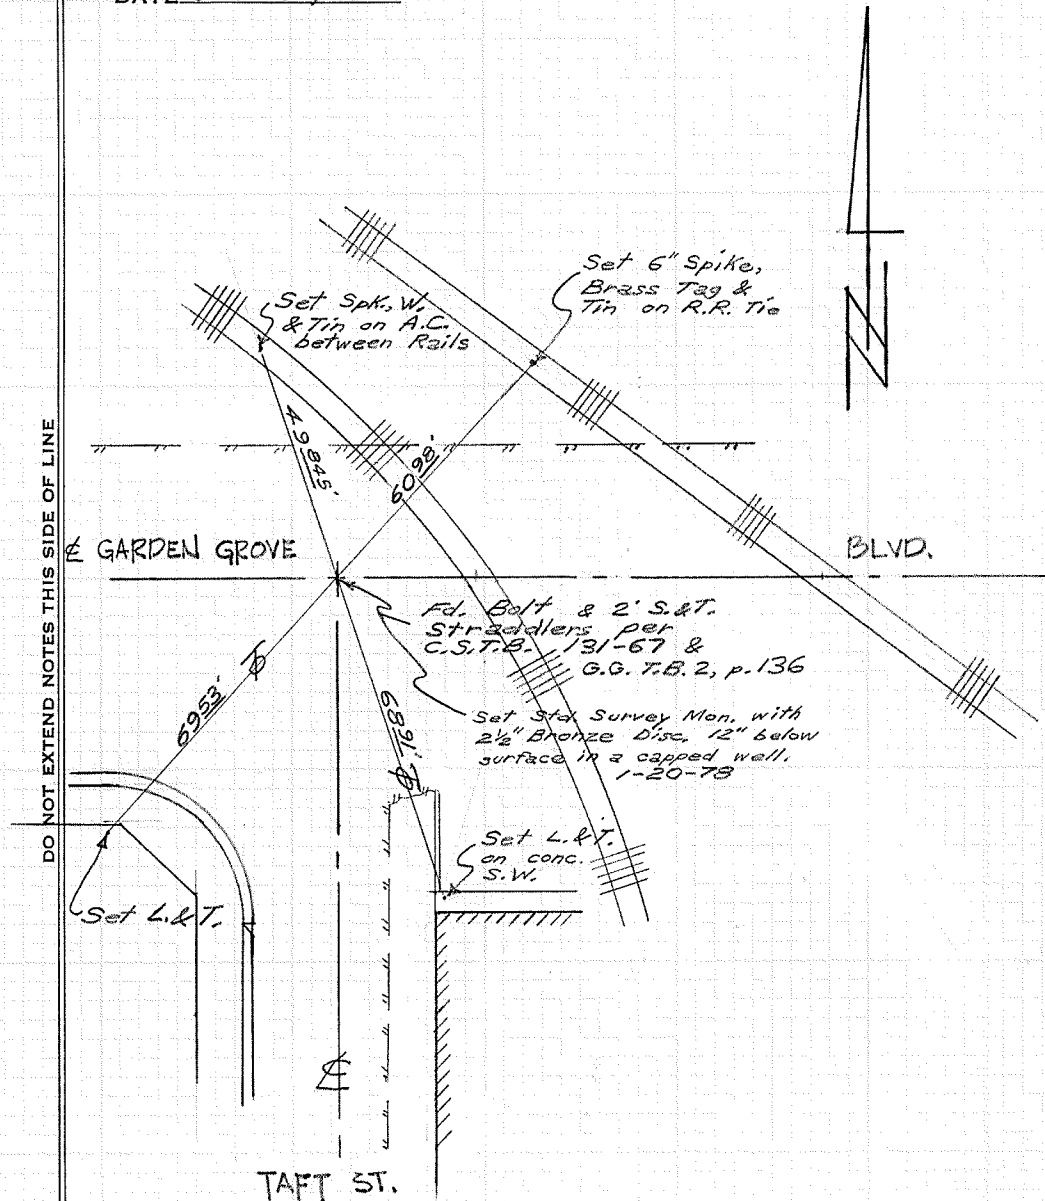 DATE
Set 6" Spike,
Brass Tag &
Tin on R.R. Tie
Set Spk., W.
& Tin on A.C.
between Rails
49.845'
60.98'
DO NOT EXTEND NOTES THIS SIDE OF LINE
℄ GARDEN GROVE BLVD.
Fd. Bolt & 2' S.&T.
Straddlers per
C.S.T.B. 131-67 &
G.G. T.B. 2, p.136
69.53'
68.91'
Set Std. Survey Mon. with
2½" Bronze Disc, 12" below
surface in a capped well.
1-20-78
Set L.&T.
on conc.
S.W.
Set L.&T.
℄
TAFT ST.
N